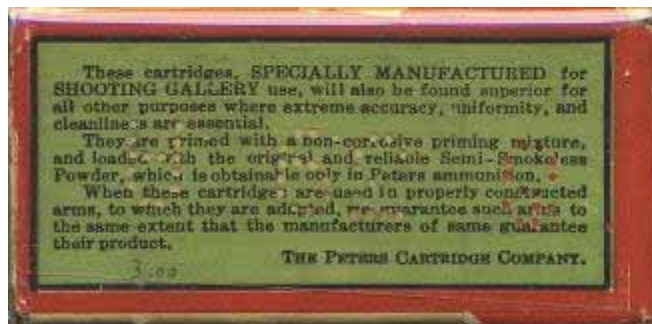 These cartridges, SPECIALLY MANUFACTURED for
SHOOTING GALLERY use, will also be found superior for
all other purposes where extreme accuracy, uniformity, and
cleanliness are essential.
They are primed with a non-corrosive priming mixture,
and loaded with the original and reliable Semi-Smokeless
Powder, which is obtainable only in Peters ammunition.
When these cartridges are used in properly constructed
arms, to which they are adapted, we guarantee such arms to
the same extent that the manufacturers of same guarantee
their product.
THE PETERS CARTRIDGE COMPANY.
3.00